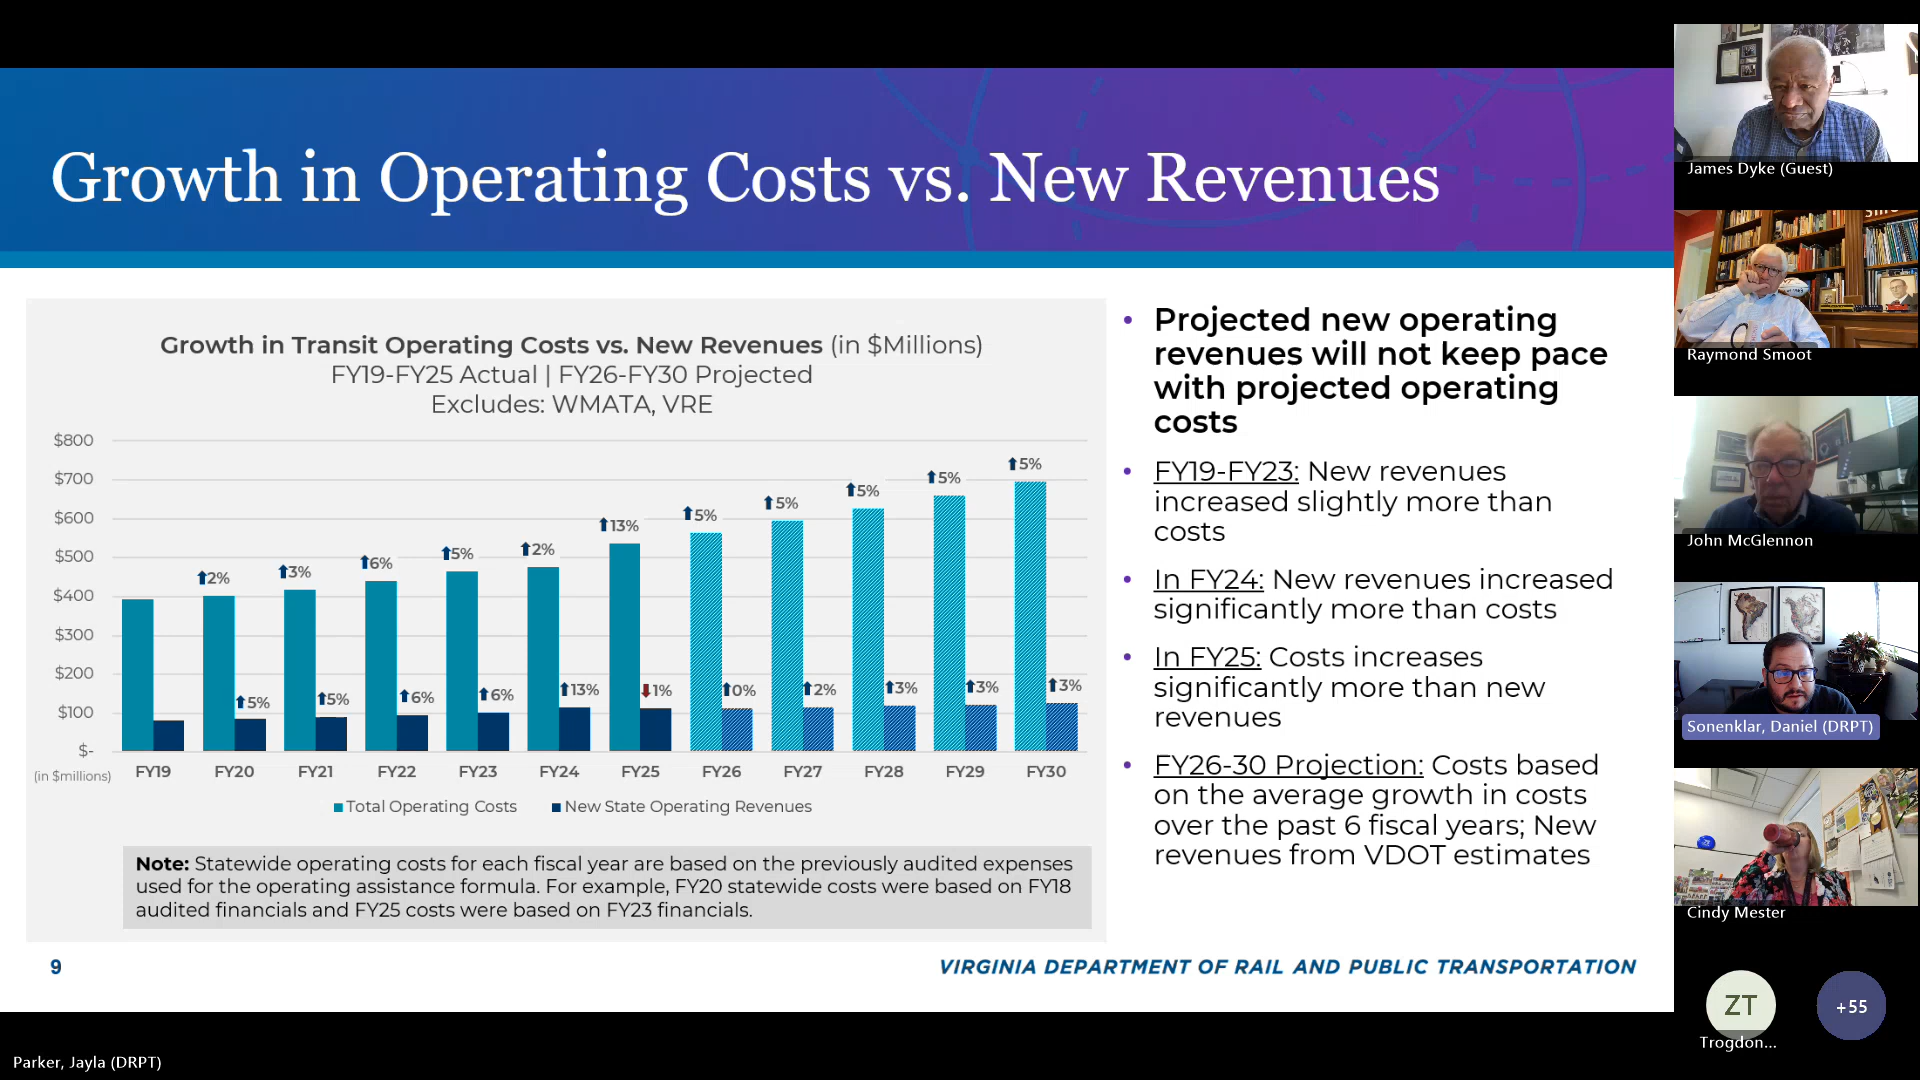 Growth in Operating Costs vs. New Revenues
Growth in Transit Operating Costs vs. New Revenues (in $Millions)
FY19-FY25 Actual | FY26-FY30 Projected
Excludes: WMATA, VRE
$800
$700
$600
$500
$400
$300
$200
$100
$-
(in $millions)
2%
3%
6%
5%
2%
13%
5%
5%
5%
5%
5%
5%
5%
6%
6%
13%
1%
0%
2%
3%
3%
3%
FY19 FY20 FY21 FY22 FY23 FY24 FY25 FY26 FY27 FY28 FY29 FY30
Total Operating Costs New State Operating Revenues
Note: Statewide operating costs for each fiscal year are based on the previously audited expenses
used for the operating assistance formula. For example, FY20 statewide costs were based on FY18
audited financials and FY25 costs were based on FY23 financials.
• Projected new operating
revenues will not keep pace
with projected operating
costs
• FY19-FY23: New revenues
increased slightly more than
costs
• In FY24: New revenues increased
significantly more than costs
• In FY25: Costs increases
significantly more than new
revenues
• FY26-30 Projection: Costs based
on the average growth in costs
over the past 6 fiscal years; New
revenues from VDOT estimates
9
VIRGINIA DEPARTMENT OF RAIL AND PUBLIC TRANSPORTATION
James Dyke (Guest)
Raymond Smoot
John McGlennon
Sonenklar, Daniel (DRPT)
Cindy Mester
ZT
Trogdon...
+55
Parker, Jayla (DRPT)